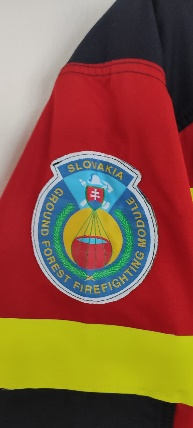 SLOVAKIA
GROUND FOREST FIREFIGHTING MODULE